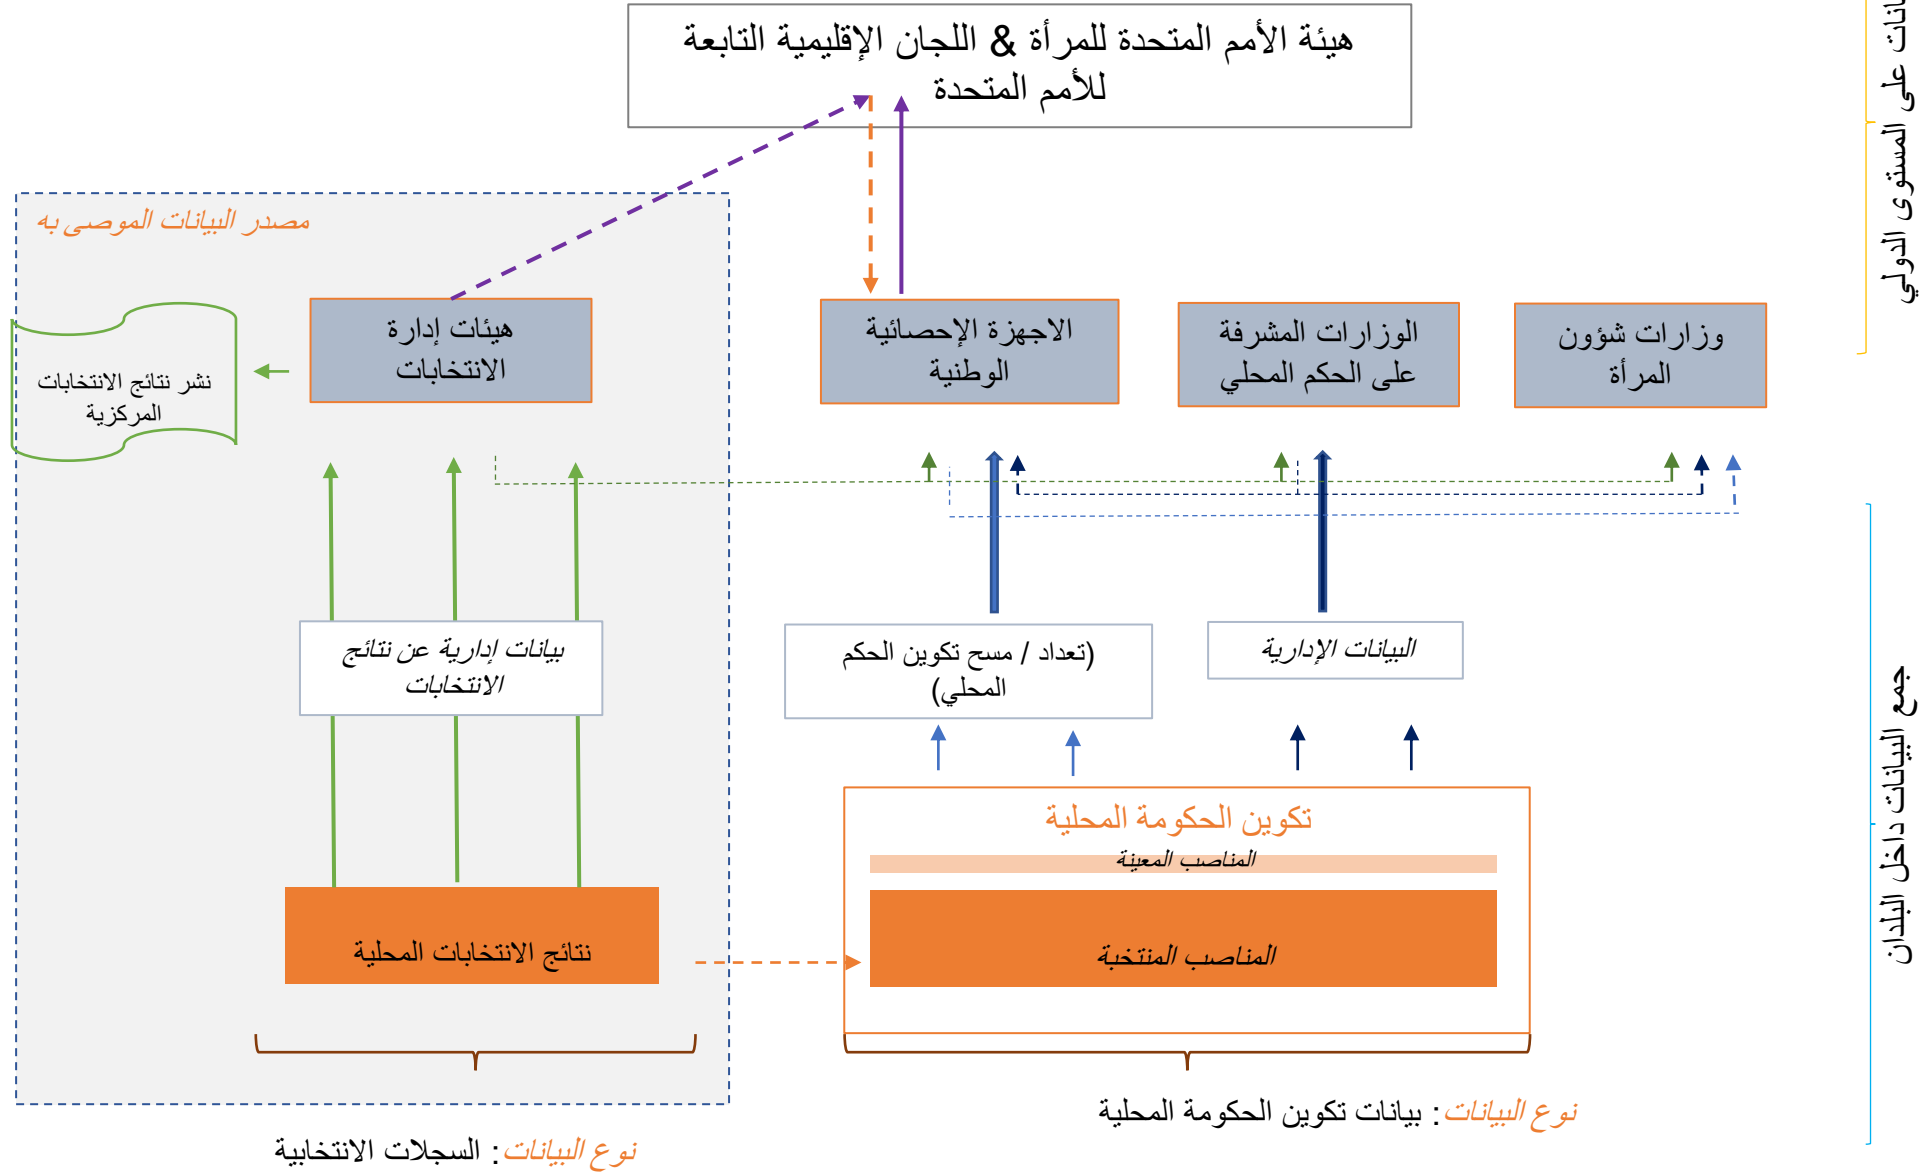 هيئة الأمم المتحدة للمرأة & اللجان الإقليمية التابعة
للأمم المتحدة
على المستوى الدولي
مصدر البيانات الموصى به
وزارات شؤون
المرأة
الوزارات المشرفة
على الحكم المحلي
الاجهزة الإحصائية
الوطنية
هيئات إدارة
الانتخابات
نشر نتائج الانتخابات
المركزية
البيانات الإدارية
(تعداد / مسح تكوين الحكم
المحلي)
بيانات إدارية عن نتائج
الانتخابات
جمع البيانات داخل البلدان
تكوين الحكومة المحلية
المناصب المعينة
المناصب المنتخبة
نتائج الانتخابات المحلية
نوع البيانات: بيانات تكوين الحكومة المحلية
نوع البيانات: السجلات الانتخابية